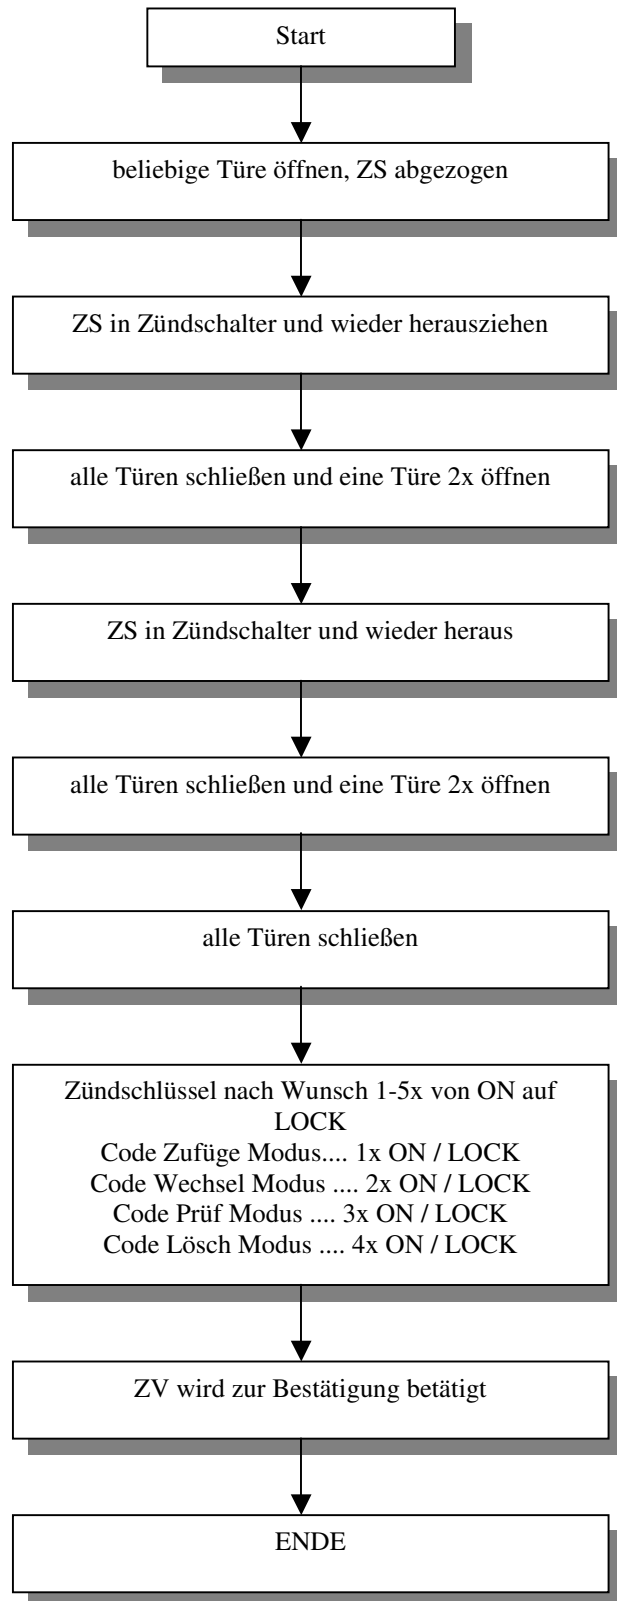 Start
beliebige Türe öffnen, ZS abgezogen
ZS in Zündschalter und wieder herausziehen
alle Türen schließen und eine Türe 2x öffnen
ZS in Zündschalter und wieder heraus
alle Türen schließen und eine Türe 2x öffnen
alle Türen schließen
Zündschlüssel nach Wunsch 1-5x von ON auf
LOCK
Code Zufüge Modus.... 1x ON / LOCK
Code Wechsel Modus .... 2x ON / LOCK
Code Prüf Modus .... 3x ON / LOCK
Code Lösch Modus .... 4x ON / LOCK
ZV wird zur Bestätigung betätigt
ENDE